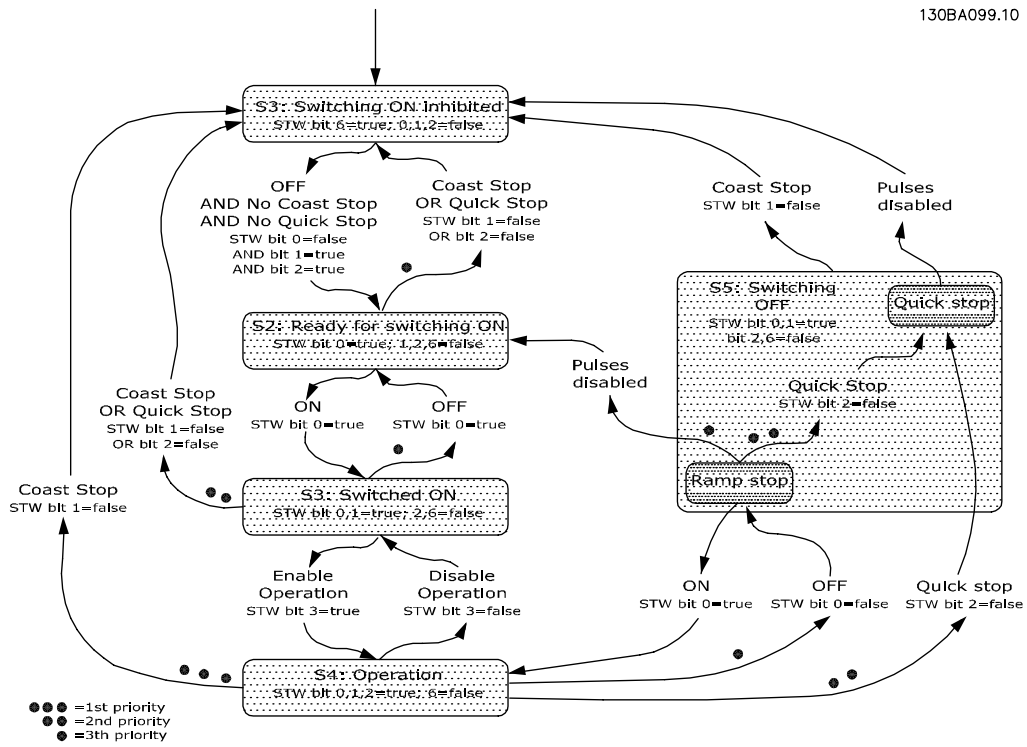 130BA099.10
S3: Switching ON Inhibited
STW bit 6=true; 0,1,2=false
OFF
AND No Coast Stop
AND No Quick Stop
STW bit 0=false
AND bit 1=true
AND bit 2=true
Coast Stop
OR Quick Stop
STW bit 1=false
OR bit 2=false
Coast Stop
STW bit 1=false
Pulses
disabled
S2: Ready for switching ON
STW bit 0=true; 1,2,6=false
S5: Switching
OFF
STW bit 0,1=true
bit 2,6=false
Quick stop
Pulses
disabled
Quick Stop
STW bit 2=false
Ramp stop
Coast Stop
OR Quick Stop
STW bit 1=false
OR bit 2=false
ON
STW bit 0=true
OFF
STW bit 0=true
Coast Stop
STW bit 1=false
S3: Switched ON
STW bit 0,1=true; 2,6=false
Enable
Operation
STW bit 3=true
Disable
Operation
STW bit 3=false
ON
STW bit 0=true
OFF
STW bit 0=false
Quick stop
STW bit 2=false
S4: Operation
STW bit 0,1,2=true; 6=false
=1st priority
=2nd priority
=3th priority